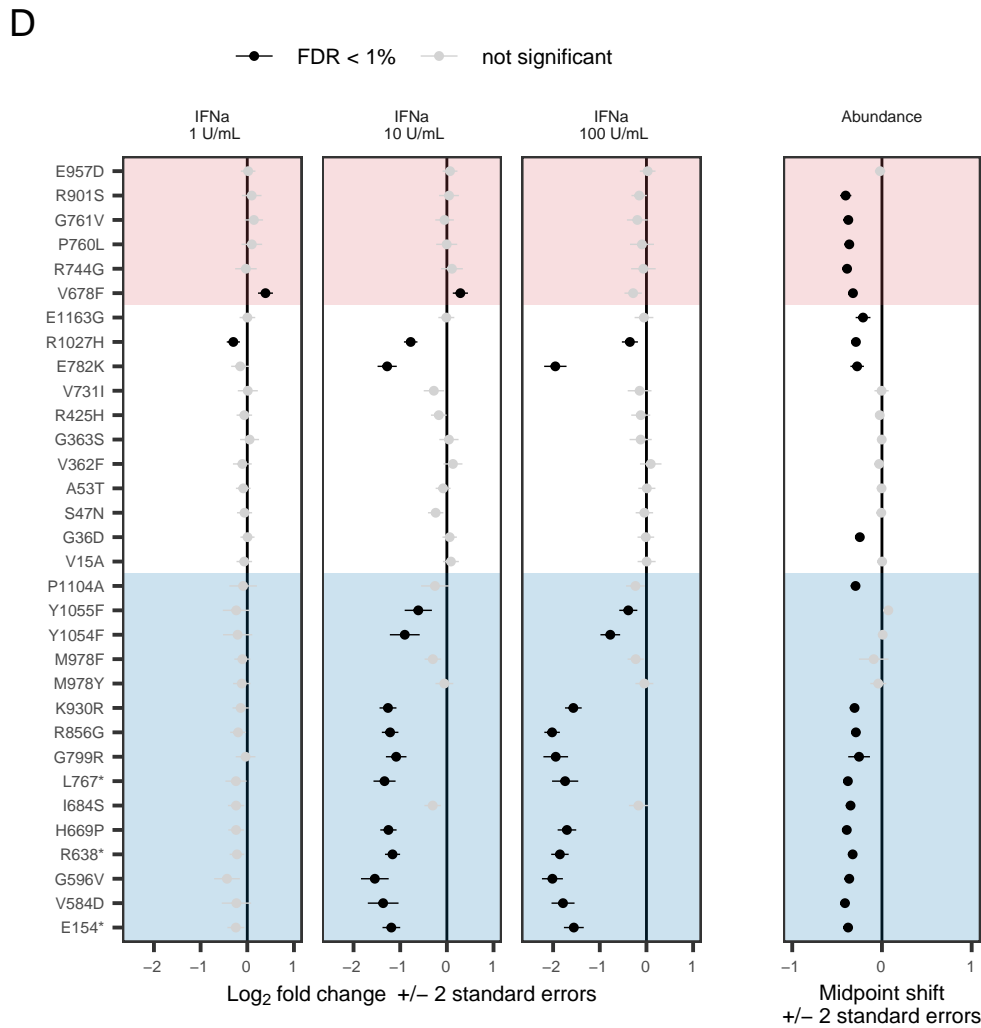 D
FDR < 1% not significant
IFNa
1 U/mL
IFNa
10 U/mL
IFNa
100 U/mL
Abundance
E957D
R901S
G761V
P760L
R744G
V678F
E1163G
R1027H
E782K
V731I
R425H
G363S
V362F
A53T
S47N
G36D
V15A
P1104A
Y1055F
Y1054F
M978F
M978Y
K930R
R856G
G799R
L767*
I684S
H669P
R638*
G596V
V584D
E154*
−2 −1 0 1 −2 −1 0 1 −2 −1 0 1 −1 0 1
Log2 fold change +/− 2 standard errors
Midpoint shift
+/− 2 standard errors